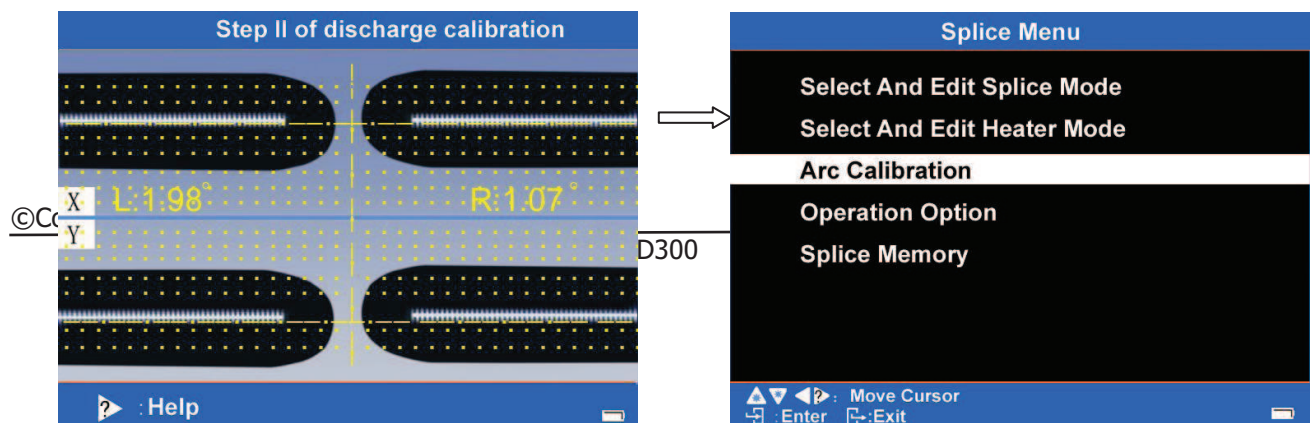 Step II of discharge calibration
X L:1.98° R:1.07°
Y
? :Help
©Co
D300
Splice Menu
Select And Edit Splice Mode
Select And Edit Heater Mode
Arc Calibration
Operation Option
Splice Memory
?: Move Cursor
:Enter :Exit